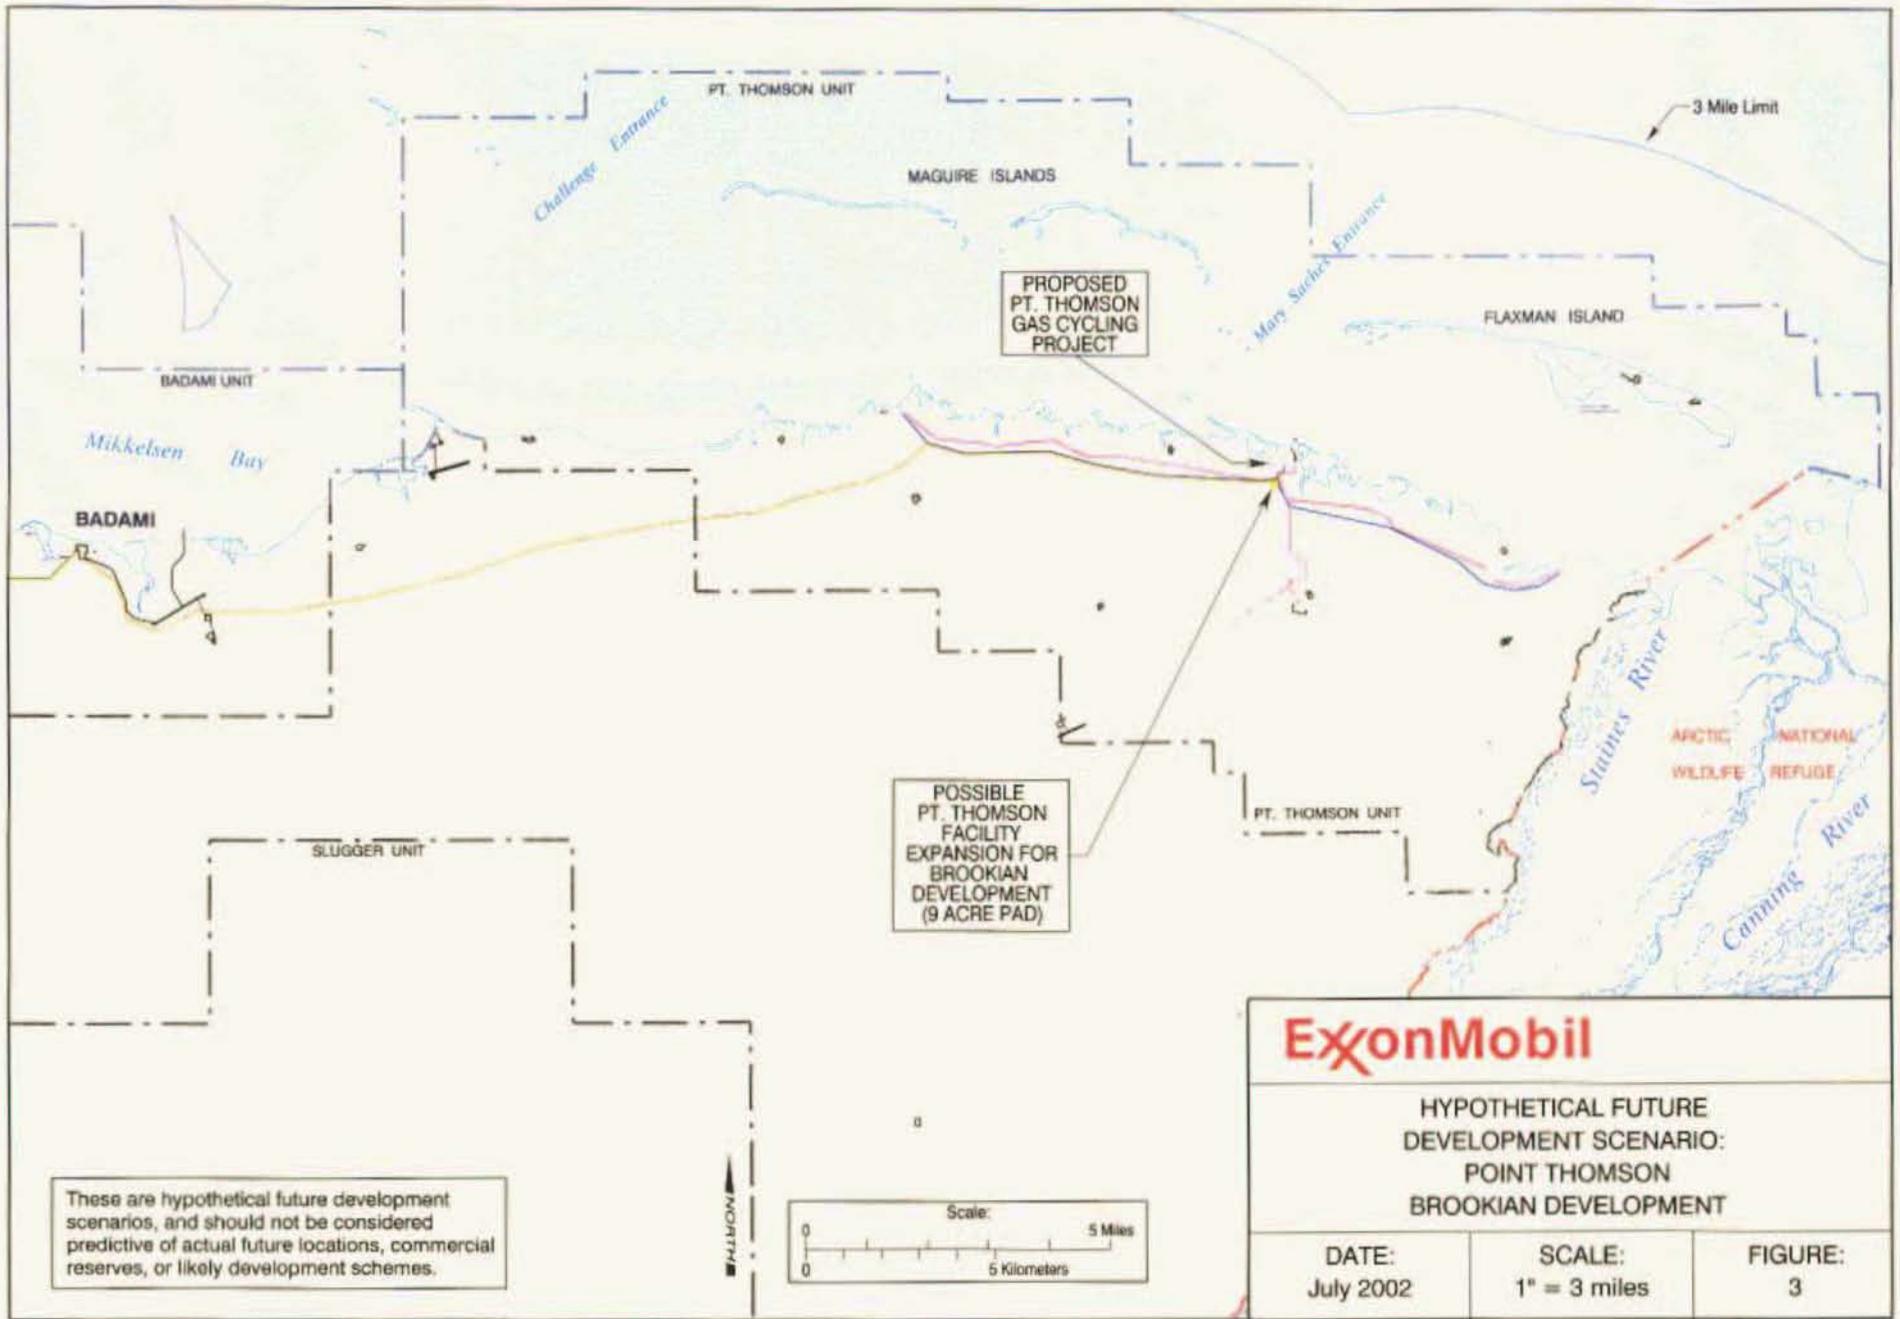 PT. THOMSON UNIT
3 Mile Limit
Challenge Entrance
MAGUIRE ISLANDS
Mary Saches Entrance
PROPOSED
PT. THOMSON
GAS CYCLING
PROJECT
FLAXMAN ISLAND
BADAMI UNIT
Mikkelsen Bay
BADAMI
Staines River
ARCTIC NATIONAL
WILDLIFE REFUGE
POSSIBLE
PT. THOMSON
FACILITY
EXPANSION FOR
BROOKIAN
DEVELOPMENT
(9 ACRE PAD)
PT. THOMSON UNIT
Canning River
SLUGGER UNIT
These are hypothetical future development
scenarios, and should not be considered
predictive of actual future locations, commercial
reserves, or likely development schemes.
NORTH
Scale:
0 5 Miles
0 5 Kilometers
ExxonMobil
HYPOTHETICAL FUTURE
DEVELOPMENT SCENARIO:
POINT THOMSON
BROOKIAN DEVELOPMENT
DATE:
July 2002
SCALE:
1" = 3 miles
FIGURE:
3